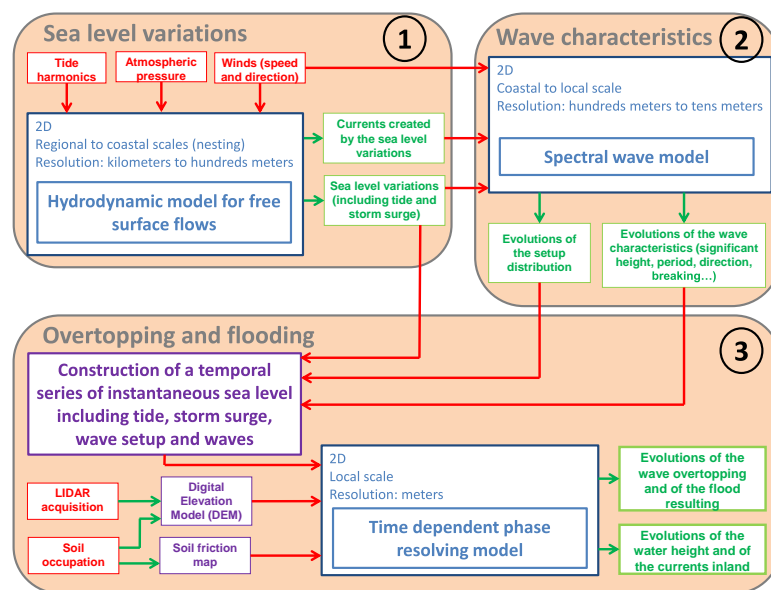 Sea level variations
1
Tide
harmonics
Atmospheric
pressure
Winds (speed
and direction)
2D
Regional to coastal scales (nesting)
Resolution: kilometers to hundreds meters
Hydrodynamic model for free
surface flows
Currents created
by the sea level
variations
Sea level variations
(including tide and
storm surge)
Wave characteristics
2
2D
Coastal to local scale
Resolution: hundreds meters to tens meters
Spectral wave model
Evolutions of
the setup
distribution
Evolutions of the wave
characteristics (significant
height, period, direction,
breaking…)
Overtopping and flooding
3
Construction of a temporal
series of instantaneous sea level
including tide, storm surge,
wave setup and waves
LIDAR
acquisition
Digital
Elevation
Model (DEM)
Soil
occupation
Soil friction
map
2D
Local scale
Resolution: meters
Time dependent phase
resolving model
Evolutions of the
wave overtopping
and of the flood
resulting
Evolutions of the
water height and of
the currents inland